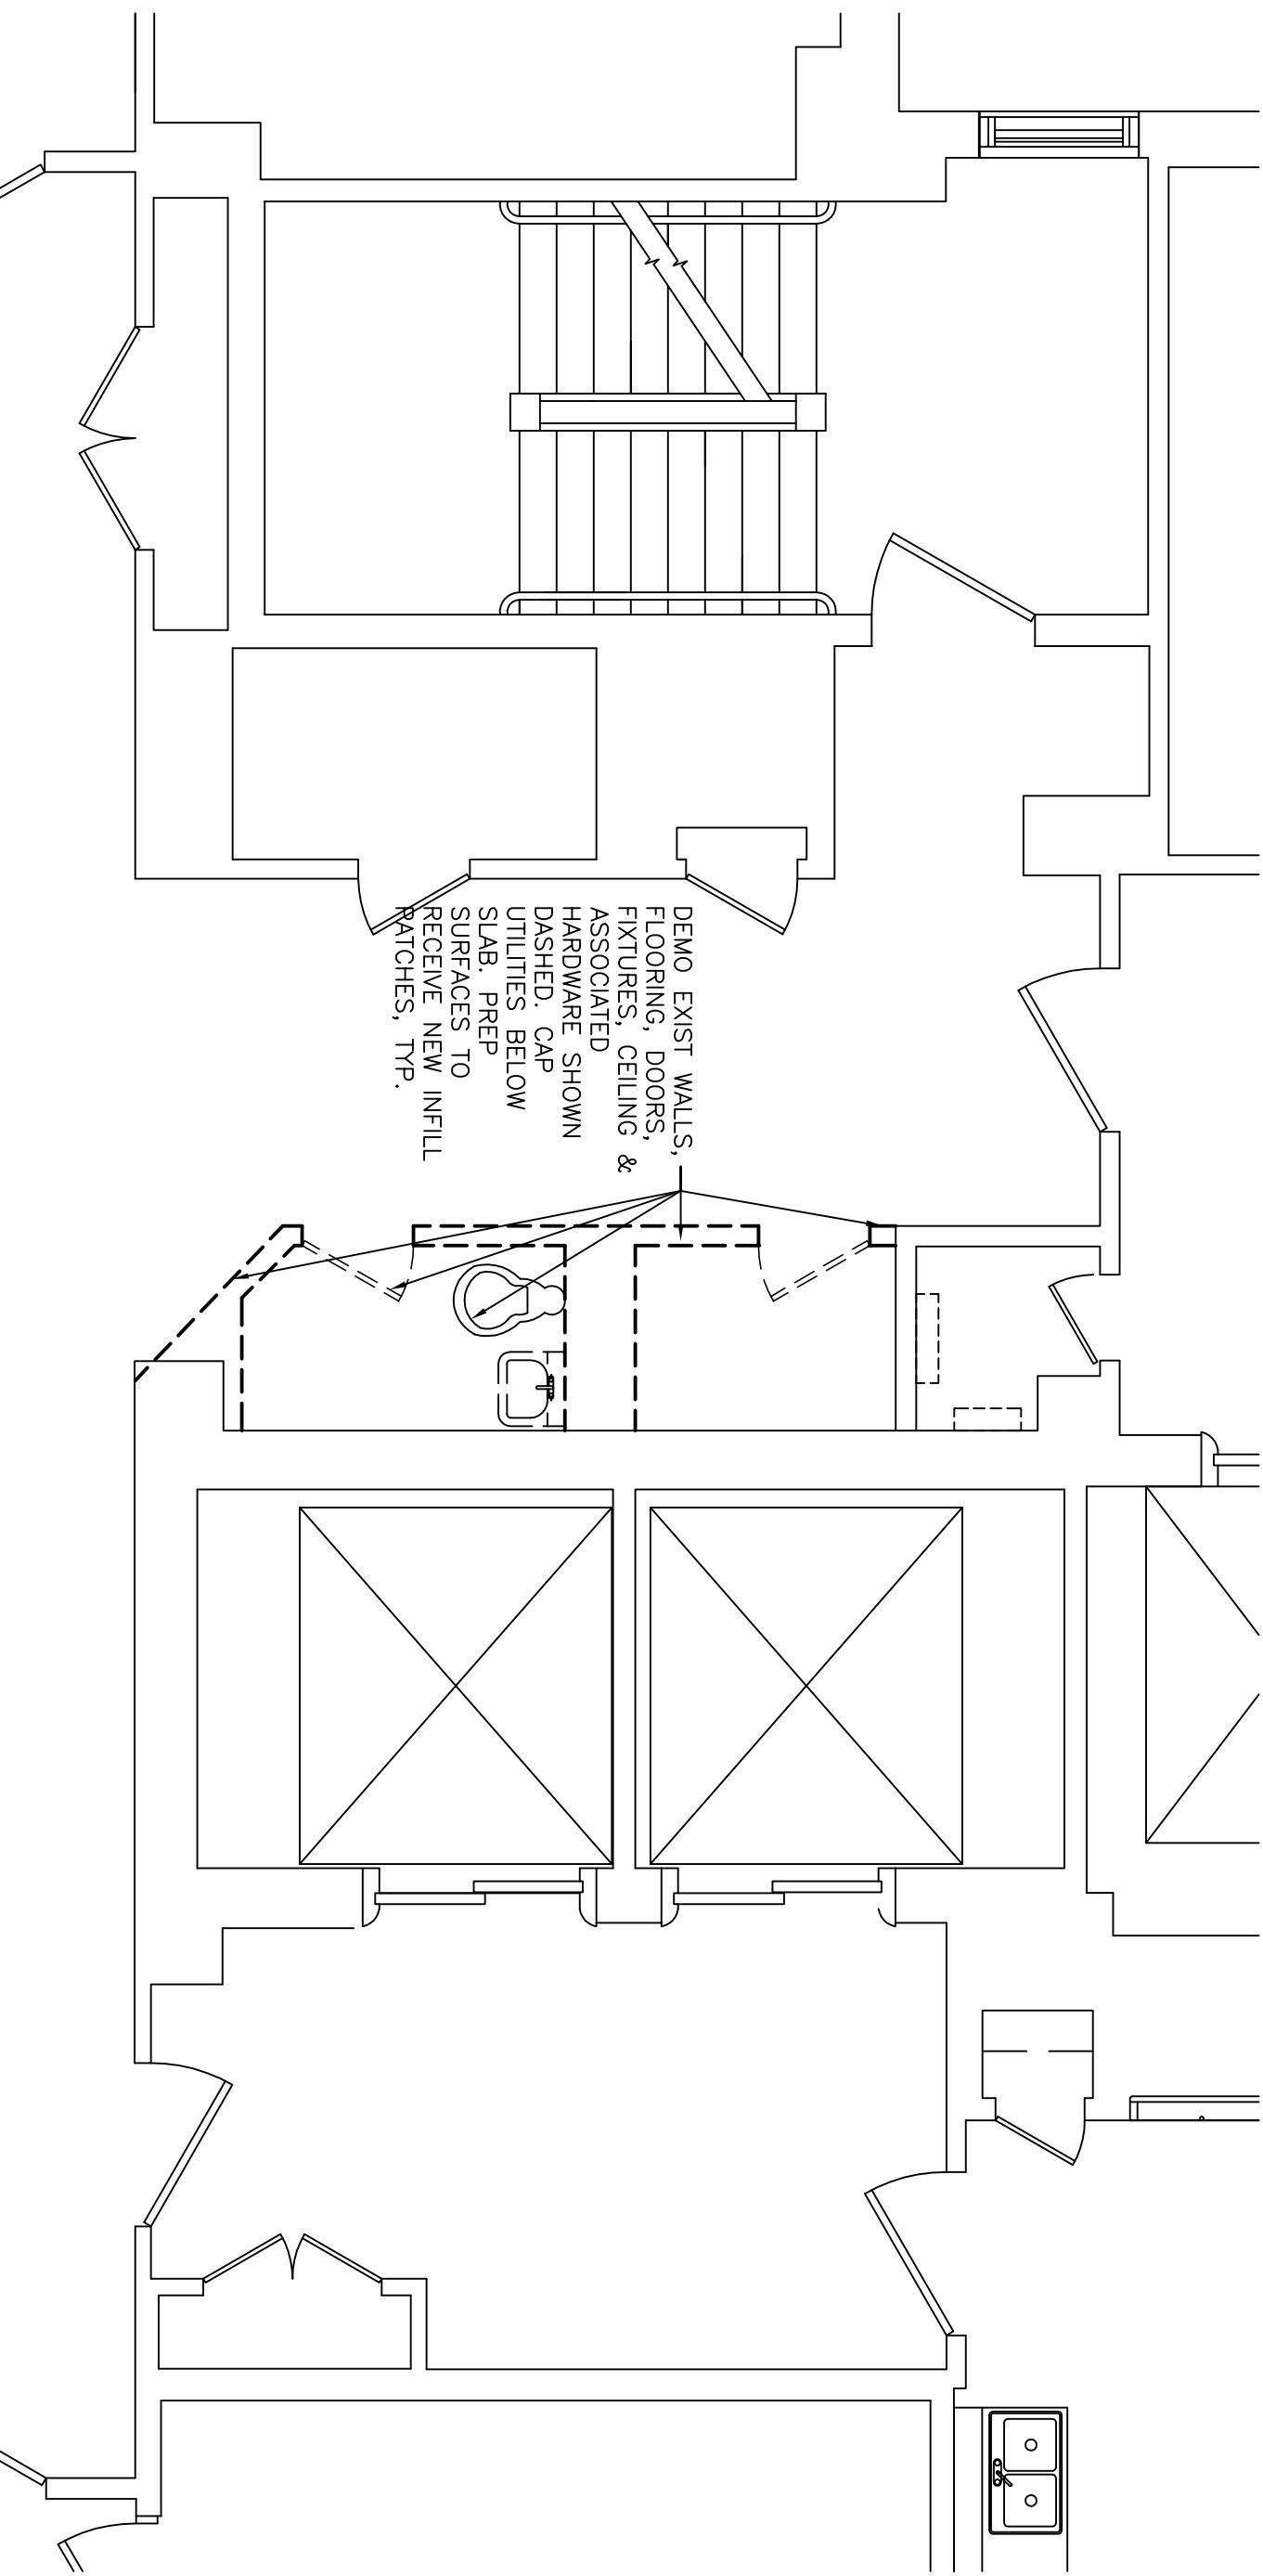 DEMO EXIST WALLS,
FLOORING, DOORS,
FIXTURES, CEILING &
ASSOCIATED
HARDWARE SHOWN
DASHED. CAP
UTILITIES BELOW
SLAB. PREP
SURFACES TO
RECEIVE NEW INFILL
PATCHES, TYP.